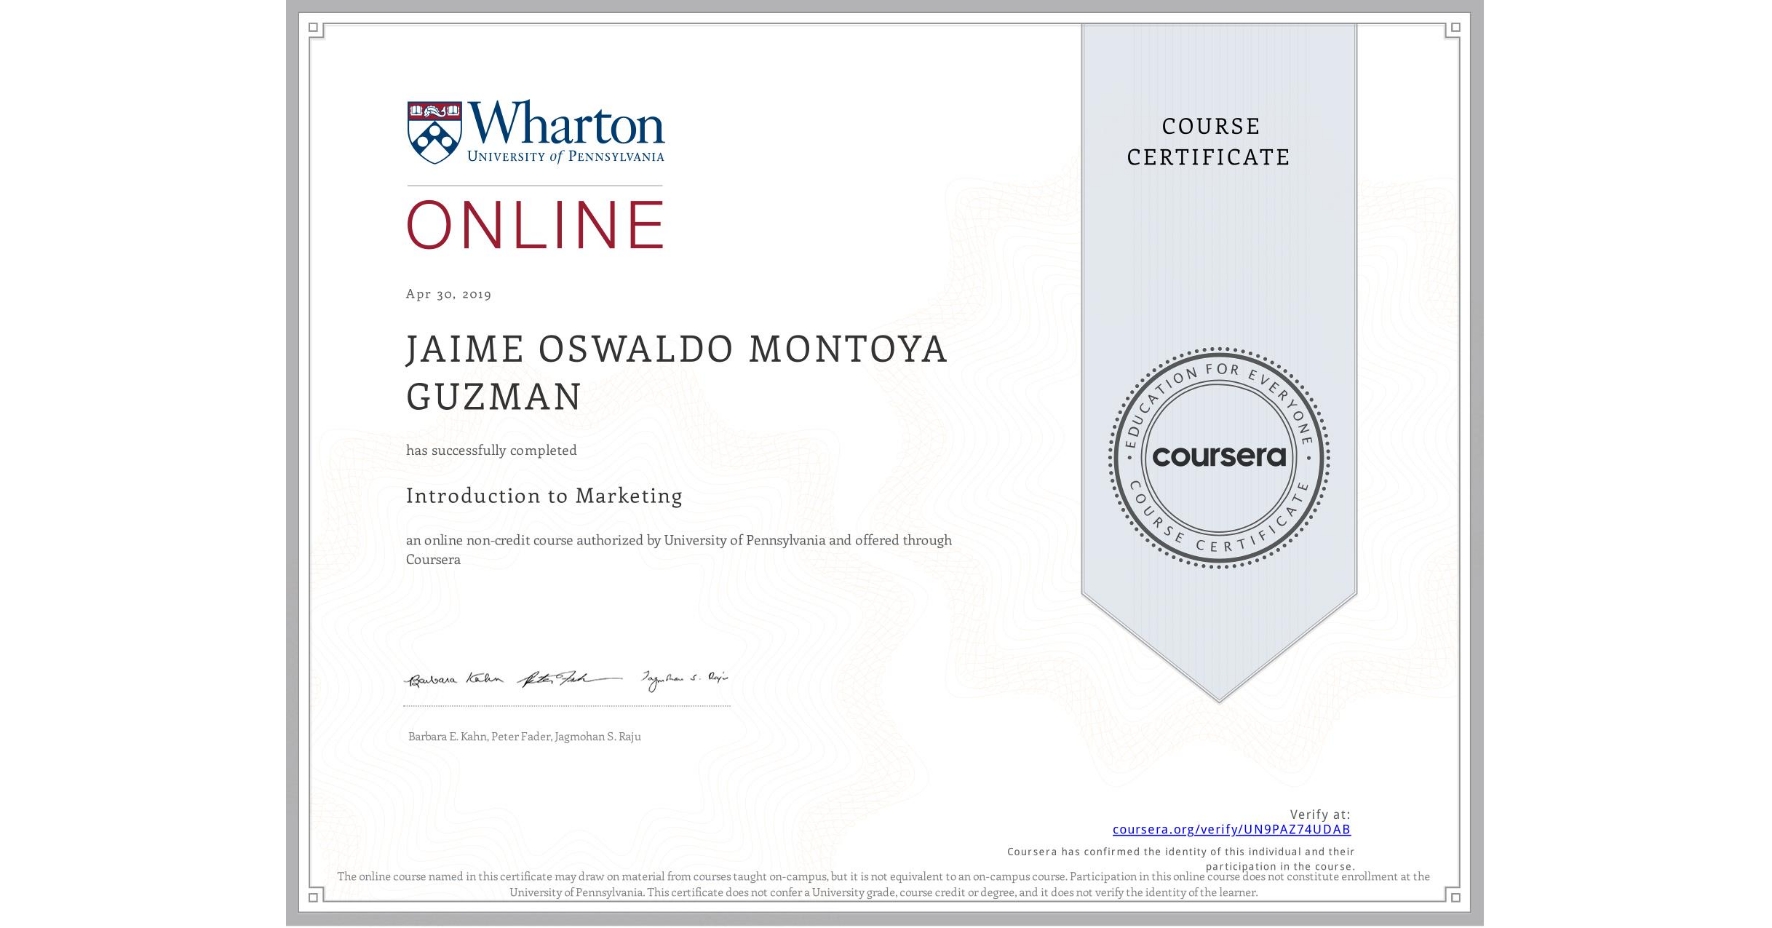 Wharton
UNIVERSITY of PENNSYLVANIA
ONLINE
Apr 30, 2019
JAIME OSWALDO MONTOYA
GUZMAN
has successfully completed
Introduction to Marketing
an online non-credit course authorized by University of Pennsylvania and offered through
Coursera
Barbara Kahn Peter Fader Jagmohan S. Raju
Barbara E. Kahn, Peter Fader, Jagmohan S. Raju
COURSE
CERTIFICATE
EDUCATION FOR EVERYONE
coursera
COURSE CERTIFICATE
Verify at:
coursera.org/verify/UN9PAZ74UDAB
Coursera has confirmed the identity of this individual and their
participation in the course.
The online course named in this certificate may draw on material from courses taught on-campus, but it is not equivalent to an on-campus course. Participation in this online course does not constitute enrollment at the
University of Pennsylvania. This certificate does not confer a University grade, course credit or degree, and it does not verify the identity of the learner.